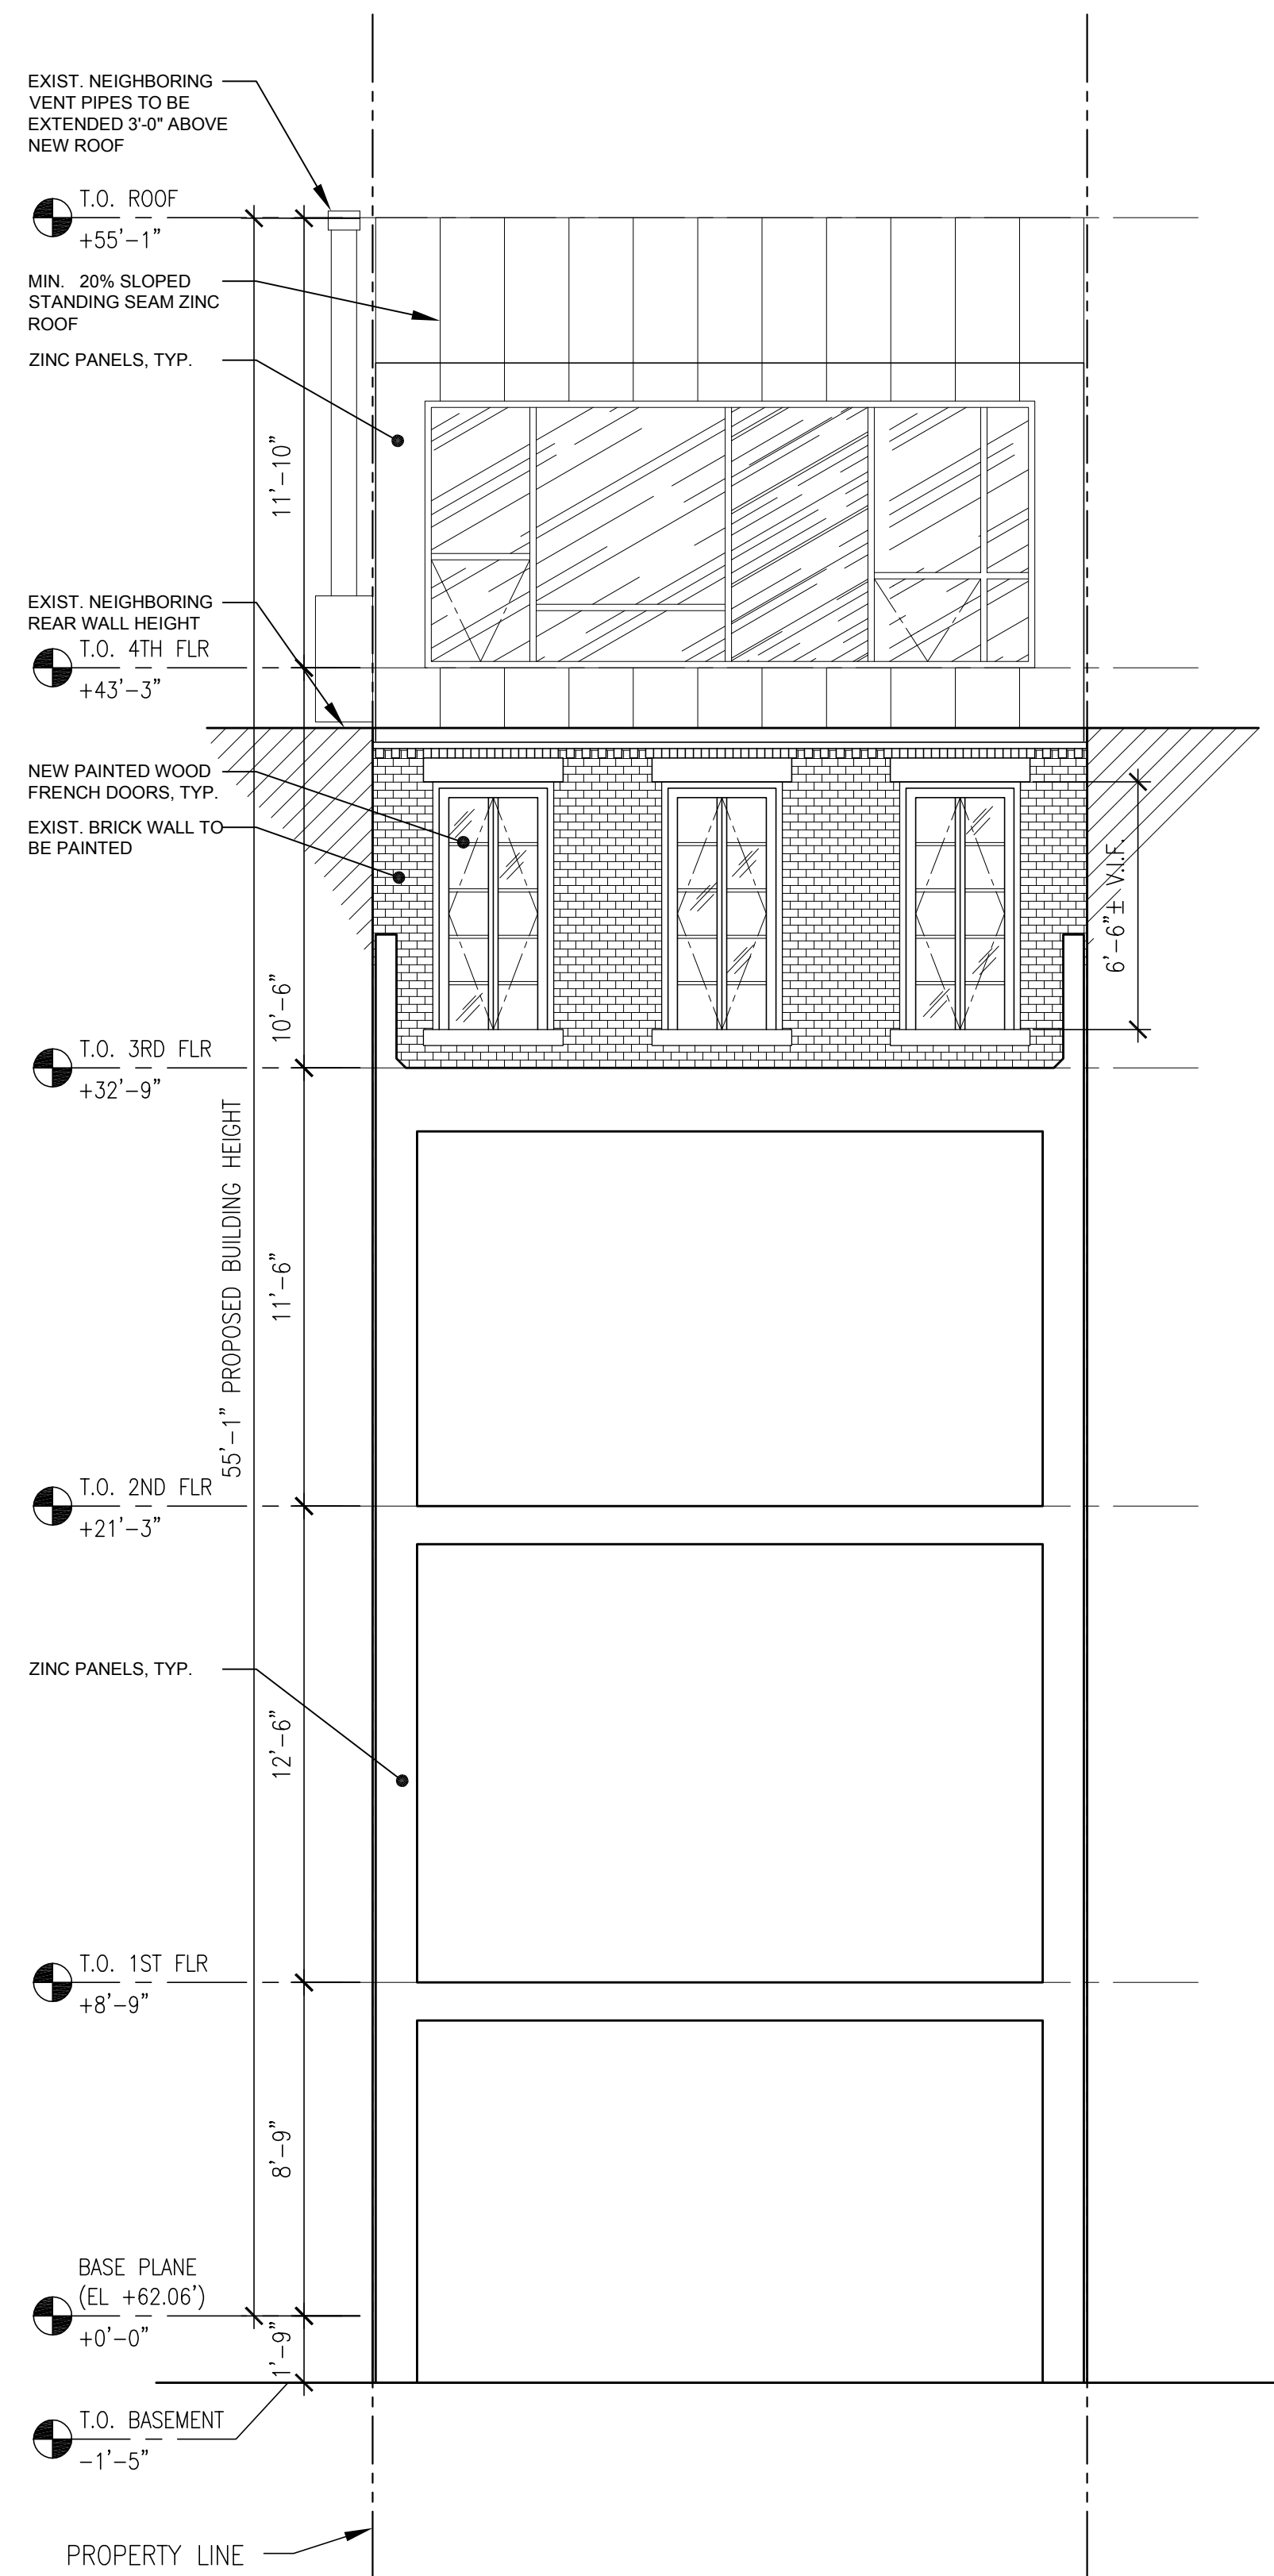 EXIST. NEIGHBORING
VENT PIPES TO BE
EXTENDED 3'-0" ABOVE
NEW ROOF
T.O. ROOF
+55'-1"
MIN. 20% SLOPED
STANDING SEAM ZINC
ROOF
ZINC PANELS, TYP.
11'-10"
EXIST. NEIGHBORING
REAR WALL HEIGHT
T.O. 4TH FLR
+43'-3"
NEW PAINTED WOOD
FRENCH DOORS, TYP.
EXIST. BRICK WALL TO
BE PAINTED
6'-6"± V.I.F.
10'-6"
T.O. 3RD FLR
+32'-9"
55'-1" PROPOSED BUILDING HEIGHT
11'-6"
T.O. 2ND FLR
+21'-3"
ZINC PANELS, TYP.
12'-6"
T.O. 1ST FLR
+8'-9"
8'-9"
BASE PLANE
(EL +62.06')
+0'-0"
1'-9"
T.O. BASEMENT
-1'-5"
PROPERTY LINE